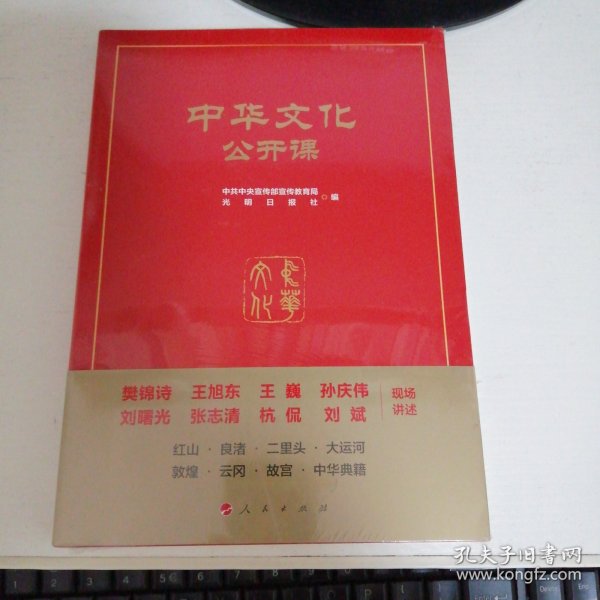 中华文化
公开课
中共中央宣传部宣传教育局
光明日报社
编
文化
中華
樊锦诗 王旭东 王巍 孙庆伟
刘曙光 张志清 杭侃 刘斌
现场
讲述
红山 · 良渚 · 二里头 · 大运河
敦煌 · 云冈 · 故宫 · 中华典籍
人民出版社
孔夫子旧书网
www.kongfz.com